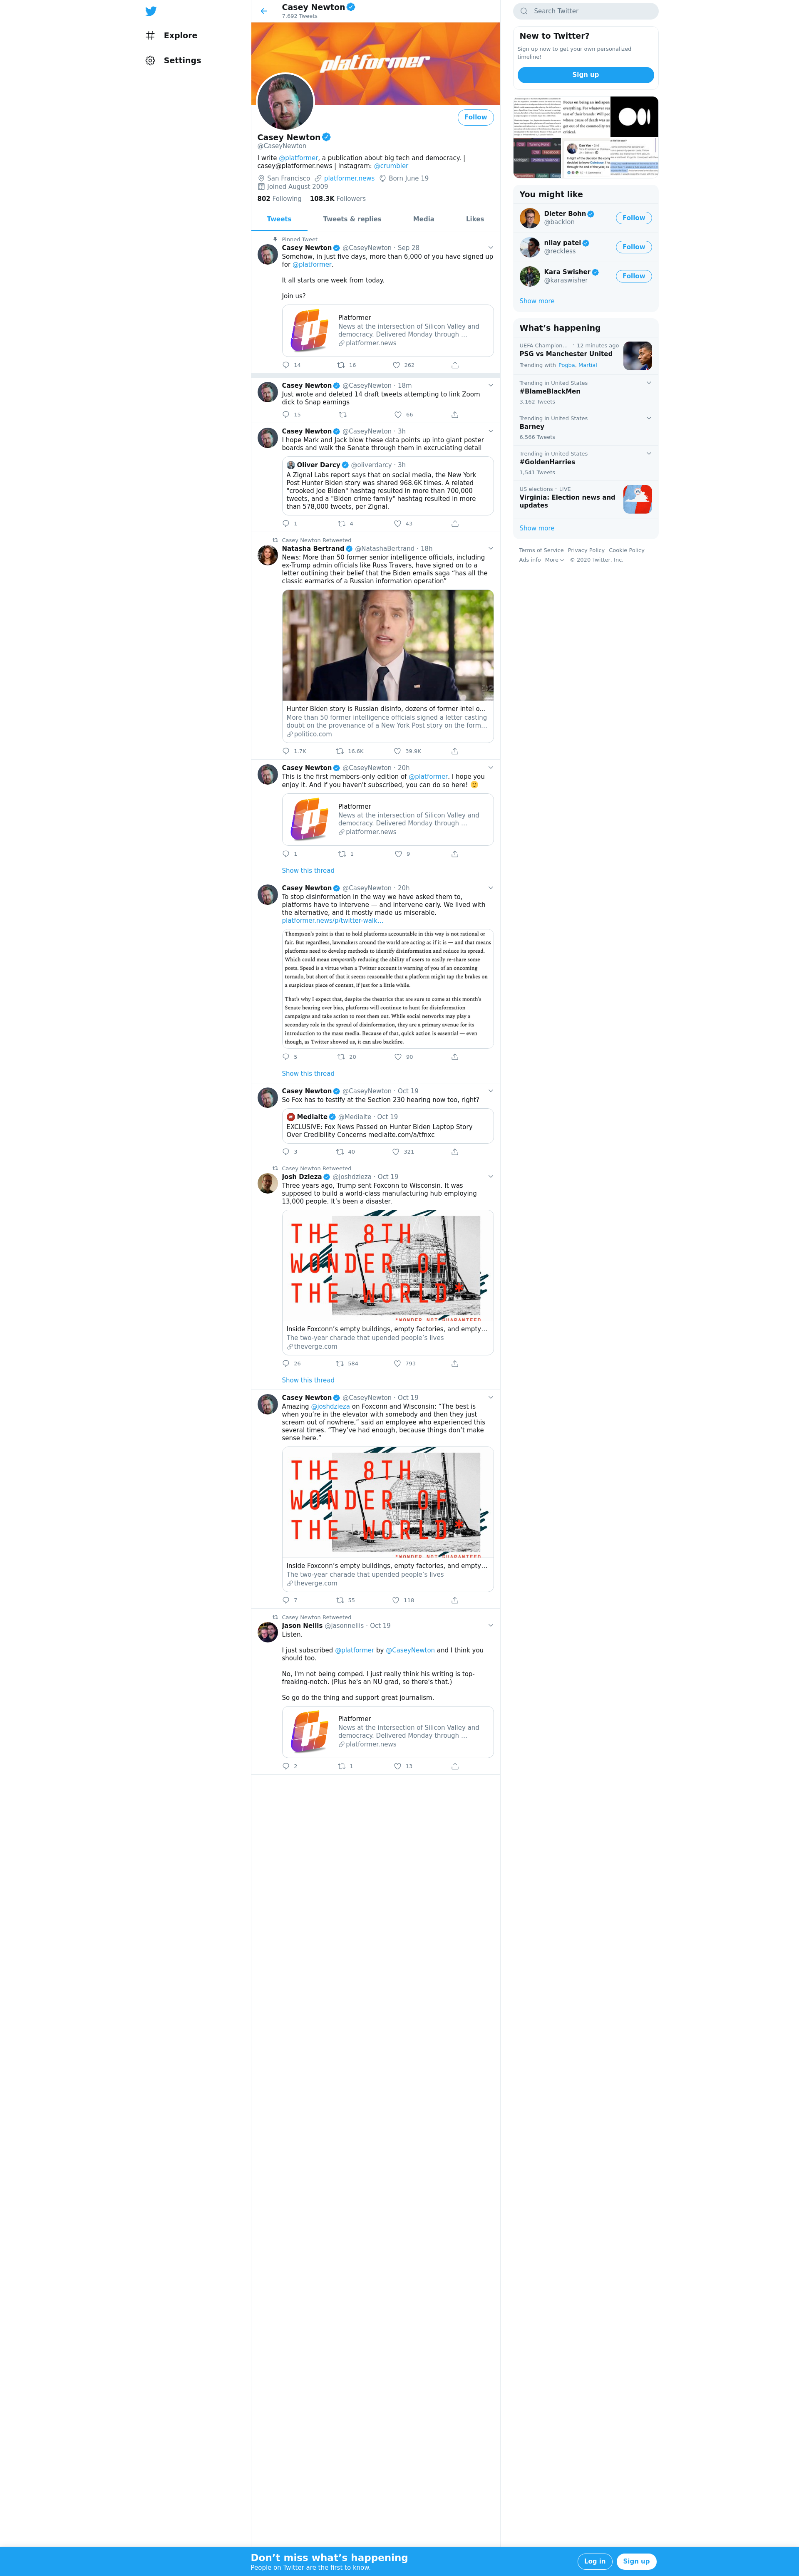 Explore
Settings
Casey Newton
7,692 Tweets
platformer
Follow
Casey Newton
@CaseyNewton
I write @platformer, a publication about big tech and democracy. |
casey@platformer.news | instagram: @crumbler
San Francisco platformer.news Born June 19
Joined August 2009
802 Following 108.3K Followers
Tweets Tweets & replies Media Likes
Pinned Tweet
Casey Newton @CaseyNewton · Sep 28
Somehow, in just five days, more than 6,000 of you have signed up
for @platformer.
It all starts one week from today.
Join us?
Platformer
News at the intersection of Silicon Valley and
democracy. Delivered Monday through ...
platformer.news
14 16 262
Casey Newton @CaseyNewton · 18m
Just wrote and deleted 14 draft tweets attempting to link Zoom
dick to Snap earnings
15 66
Casey Newton @CaseyNewton · 3h
I hope Mark and Jack blow these data points up into giant poster
boards and walk the Senate through them in excruciating detail
Oliver Darcy @oliverdarcy · 3h
A Zignal Labs report says that on social media, the New York
Post Hunter Biden story was shared 968.6K times. A related
"crooked Joe Biden" hashtag resulted in more than 700,000
tweets, and a "Biden crime family" hashtag resulted in more
than 578,000 tweets, per Zignal.
1 4 43
Casey Newton Retweeted
Natasha Bertrand @NatashaBertrand · 18h
News: More than 50 former senior intelligence officials, including
ex-Trump admin officials like Russ Travers, have signed on to a
letter outlining their belief that the Biden emails saga “has all the
classic earmarks of a Russian information operation”
Hunter Biden story is Russian disinfo, dozens of former intel o...
More than 50 former intelligence officials signed a letter casting
doubt on the provenance of a New York Post story on the form...
politico.com
1.7K 16.6K 39.9K
Casey Newton @CaseyNewton · 20h
This is the first members-only edition of @platformer. I hope you
enjoy it. And if you haven't subscribed, you can do so here! 🙂
Platformer
News at the intersection of Silicon Valley and
democracy. Delivered Monday through ...
platformer.news
1 1 9
Show this thread
Casey Newton @CaseyNewton · 20h
To stop disinformation in the way we have asked them to,
platforms have to intervene — and intervene early. We lived with
the alternative, and it mostly made us miserable.
platformer.news/p/twitter-walk...
Thompson's point is that to hold platforms accountable in this way is not rational or
fair. But regardless, lawmakers around the world are acting as if it is — and that means
platforms need to develop methods to identify disinformation and reduce its spread.
Which could mean temporarily reducing the ability of users to easily re-share some
posts. Speed is a virtue when a Twitter account is warning of you of an oncoming
tornado, but short of that it seems reasonable that a platform might tap the brakes on
a suspicious piece of content, if just for a little while.
That's why I expect that, despite the theatrics that are sure to come at this month's
Senate hearing over bias, platforms will continue to hunt for disinformation
campaigns and take action to root them out. While social networks may play a
secondary role in the spread of disinformation, they are a primary avenue for its
introduction to the mass media. Because of that, quick action is essential — even
though, as Twitter showed us, it can also backfire.
5 20 90
Show this thread
Casey Newton @CaseyNewton · Oct 19
So Fox has to testify at the Section 230 hearing now too, right?
Mediaite @Mediaite · Oct 19
EXCLUSIVE: Fox News Passed on Hunter Biden Laptop Story
Over Credibility Concerns mediaite.com/a/tfnxc
3 40 321
Casey Newton Retweeted
Josh Dzieza @joshdzieza · Oct 19
Three years ago, Trump sent Foxconn to Wisconsin. It was
supposed to build a world-class manufacturing hub employing
13,000 people. It’s been a disaster.
THE 8TH
WONDER OF
THE WORLD*
*WONDER NOT GUARANTEED
Inside Foxconn’s empty buildings, empty factories, and empty...
The two-year charade that upended people’s lives
theverge.com
26 584 793
Show this thread
Casey Newton @CaseyNewton · Oct 19
Amazing @joshdzieza on Foxconn and Wisconsin: “The best is
when you’re in the elevator with somebody and then they just
scream out of nowhere,” said an employee who experienced this
several times. “They’ve had enough, because things don’t make
sense here.”
THE 8TH
WONDER OF
THE WORLD*
*WONDER NOT GUARANTEED
Inside Foxconn’s empty buildings, empty factories, and empty...
The two-year charade that upended people’s lives
theverge.com
7 55 118
Casey Newton Retweeted
Jason Nellis @jasonnellis · Oct 19
Listen.
I just subscribed @platformer by @CaseyNewton and I think you
should too.
No, I'm not being comped. I just really think his writing is top-
freaking-notch. (Plus he's an NU grad, so there's that.)
So go do the thing and support great journalism.
Platformer
News at the intersection of Silicon Valley and
democracy. Delivered Monday through ...
platformer.news
2 1 13
Search Twitter
New to Twitter?
Sign up now to get your own personalized
timeline!
Sign up
You might like
Dieter Bohn
@backlon
Follow
nilay patel
@reckless
Follow
Kara Swisher
@karaswisher
Follow
Show more
What’s happening
UEFA Champion... · 12 minutes ago
PSG vs Manchester United
Trending with Pogba, Martial
Trending in United States
#BlameBlackMen
3,162 Tweets
Trending in United States
Barney
6,566 Tweets
Trending in United States
#GoldenHarries
1,541 Tweets
US elections · LIVE
Virginia: Election news and
updates
Show more
Terms of Service Privacy Policy Cookie Policy
Ads info More © 2020 Twitter, Inc.
Don’t miss what’s happening
People on Twitter are the first to know.
Log in Sign up